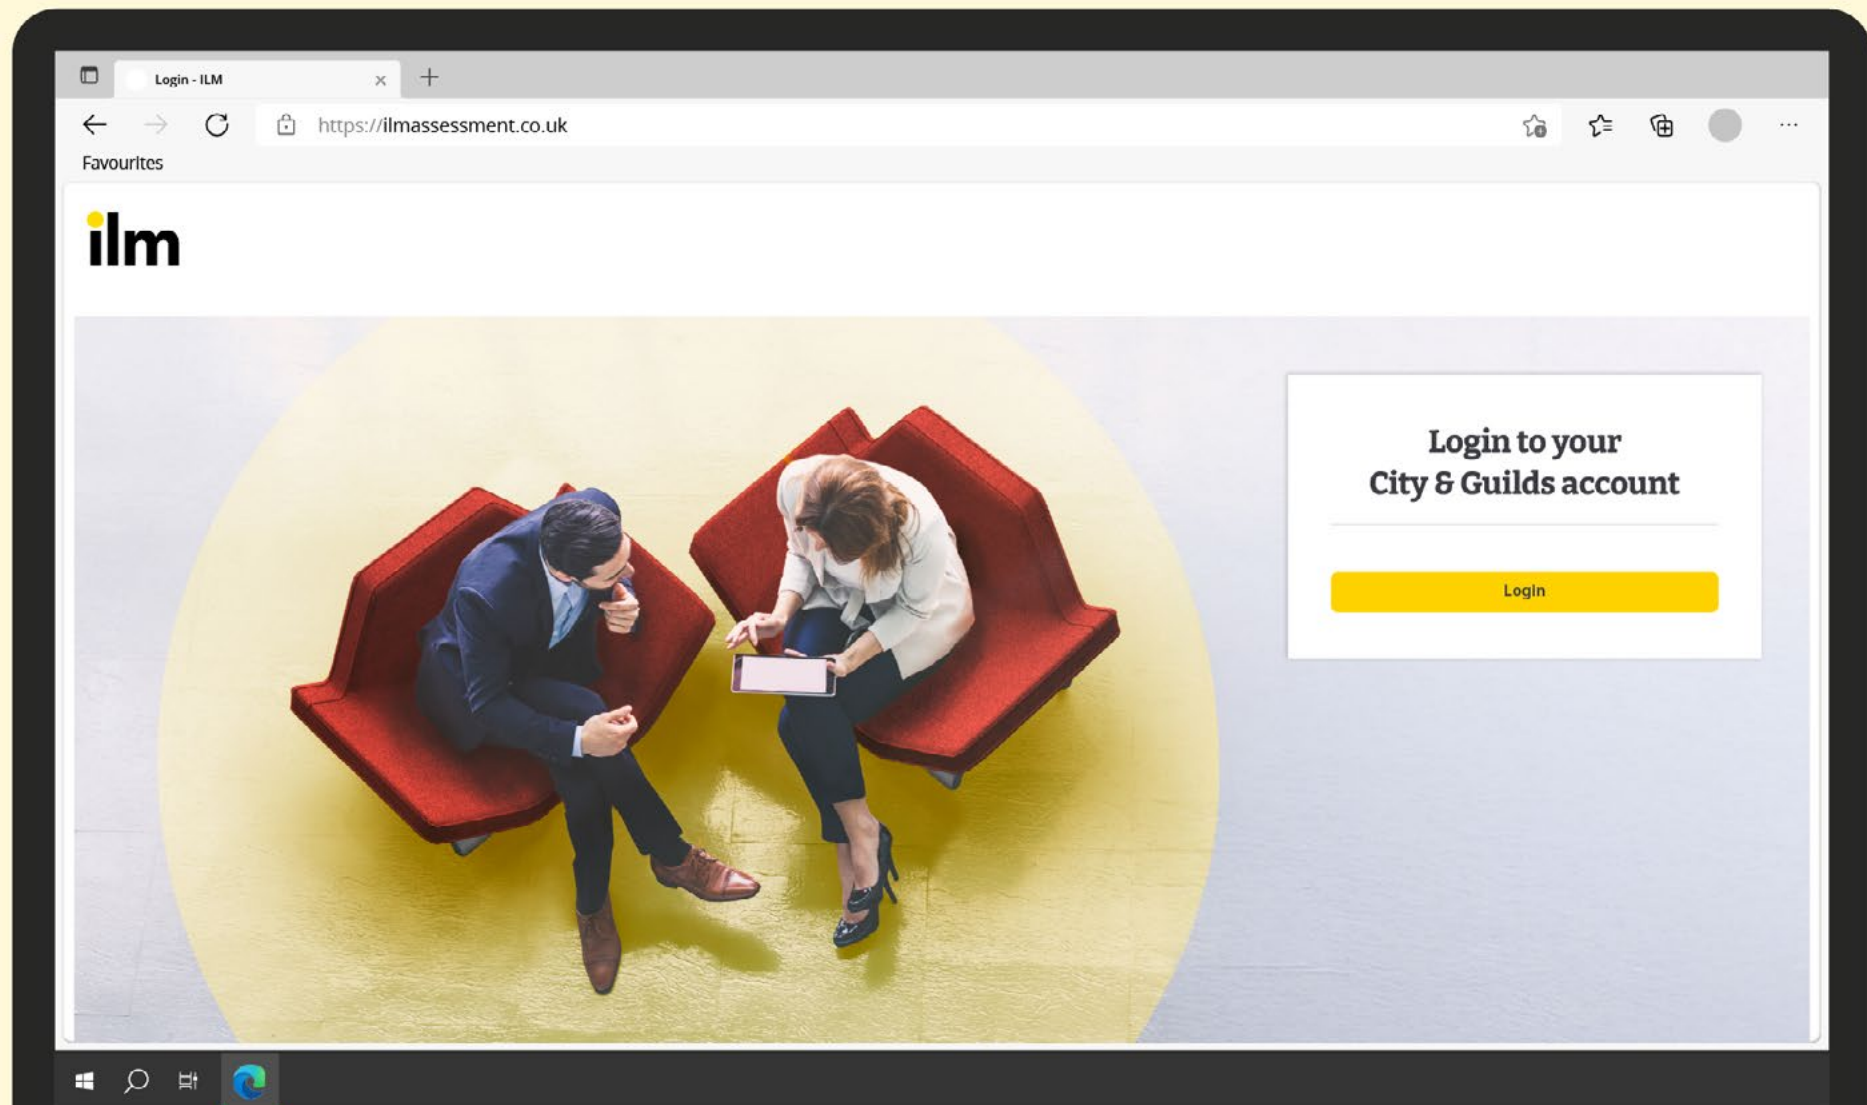 Login - ILM
https://ilmassessment.co.uk
Favourites
ilm
Login to your
City & Guilds account
Login